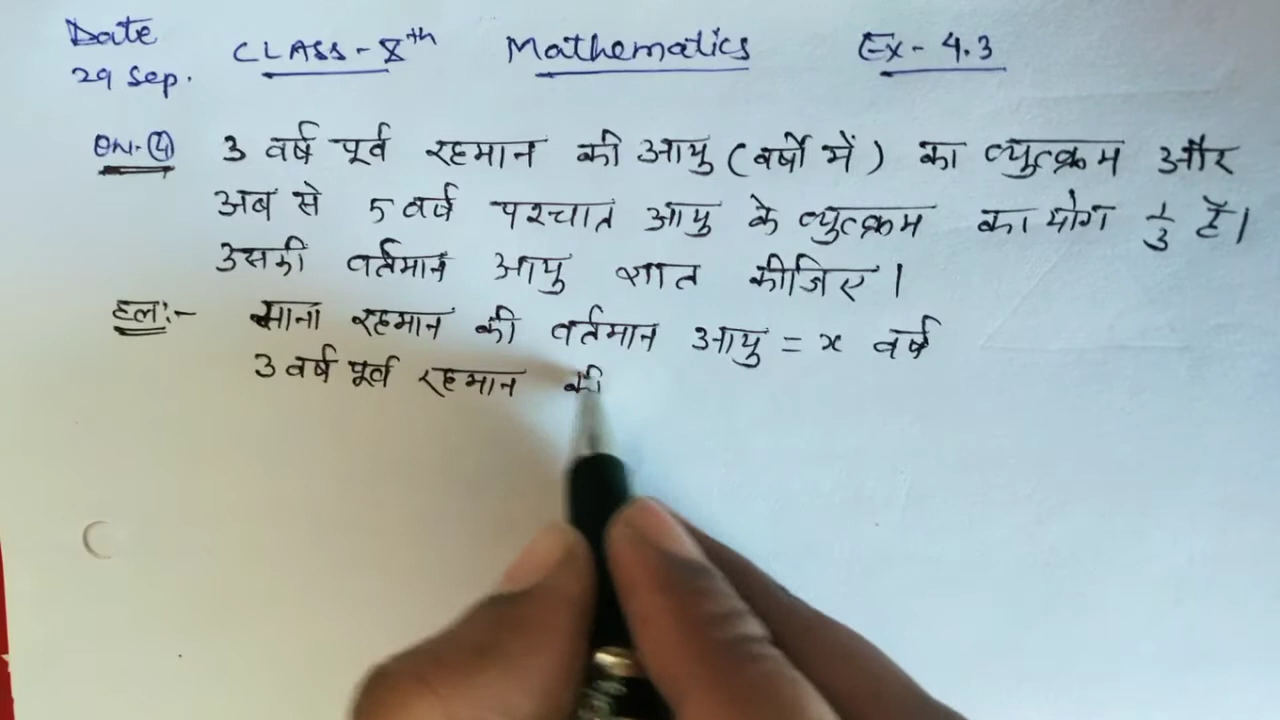 Date CLASS-8th Mathematics Ex-4.3
29 Sep.
QN.④ 3 वर्ष पूर्व रहमान की आयु (वर्षों में) का व्युत्क्रम और
अब से 5 वर्ष पश्चात आयु के व्युत्क्रम का योग 1/3 है।
उसकी वर्तमान आयु ज्ञात कीजिए।
हल:- माना रहमान की वर्तमान आयु = x वर्ष
3 वर्ष पूर्व रहमान की